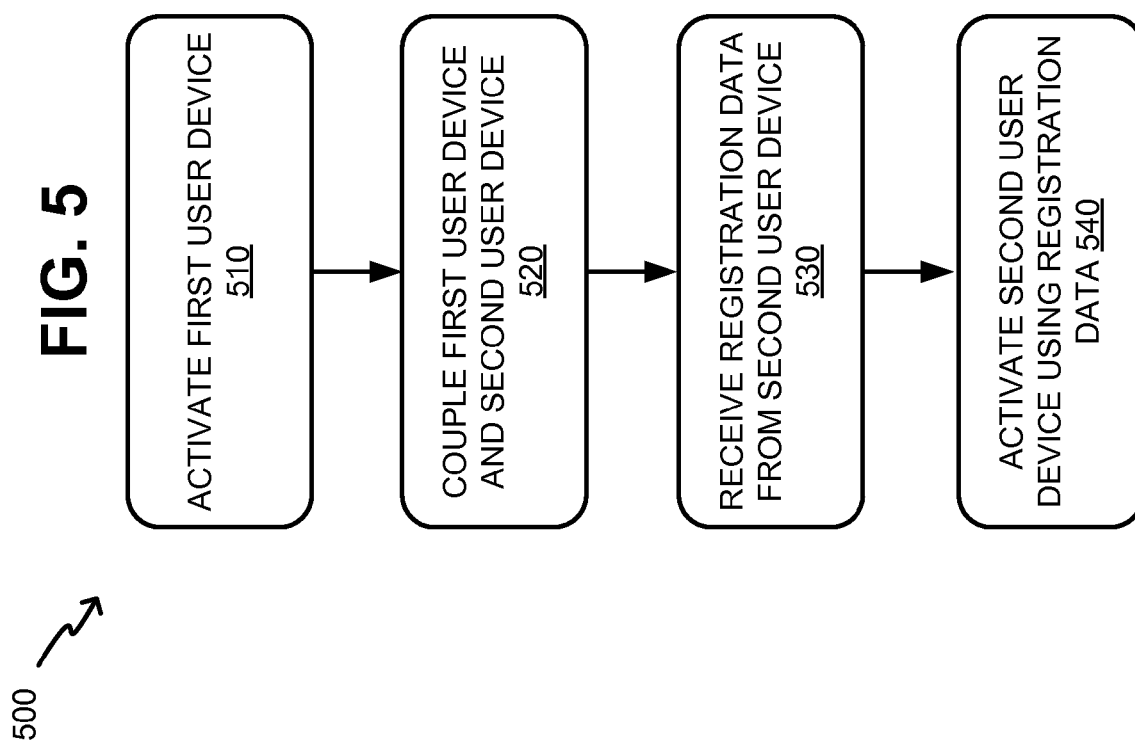 500
FIG. 5
ACTIVATE FIRST USER DEVICE
510
COUPLE FIRST USER DEVICE
AND SECOND USER DEVICE
520
RECEIVE REGISTRATION DATA
FROM SECOND USER DEVICE
530
ACTIVATE SECOND USER
DEVICE USING REGISTRATION
DATA 540